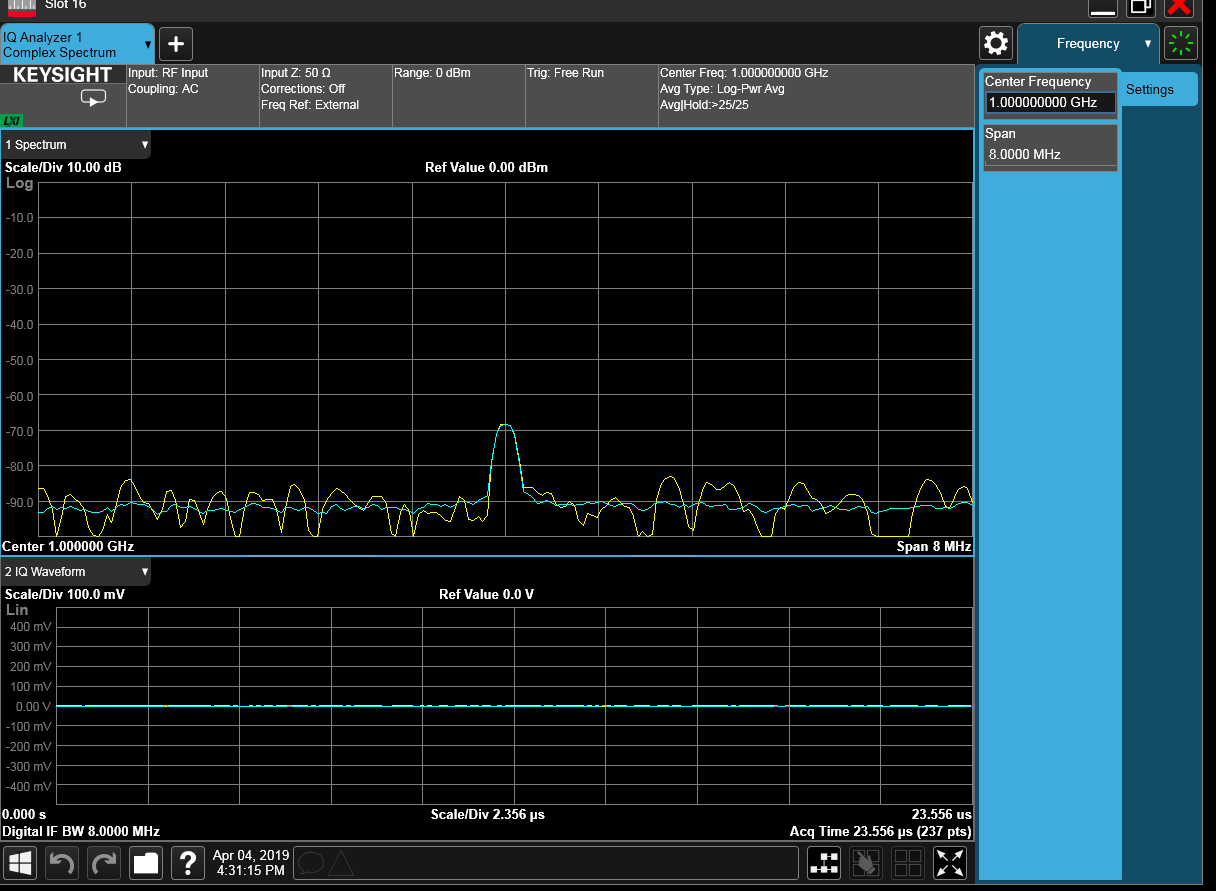 Slot 16
IQ Analyzer 1
Complex Spectrum
+
Frequency
KEYSIGHT
LXI
Input: RF Input
Coupling: AC
Input Z: 50 Ω
Corrections: Off
Freq Ref: External
Range: 0 dBm
Trig: Free Run
Center Freq: 1.000000000 GHz
Avg Type: Log-Pwr Avg
Avg|Hold:>25/25
Center Frequency
1.000000000 GHz
Settings
Span
8.0000 MHz
1 Spectrum
Scale/Div 10.00 dB
Ref Value 0.00 dBm
Log
-10.0
-20.0
-30.0
-40.0
-50.0
-60.0
-70.0
-80.0
-90.0
Center 1.000000 GHz
Span 8 MHz
2 IQ Waveform
Scale/Div 100.0 mV
Ref Value 0.0 V
Lin
400 mV
300 mV
200 mV
100 mV
0.00 V
-100 mV
-200 mV
-300 mV
-400 mV
0.000 s
Scale/Div 2.356 µs
23.556 us
Digital IF BW 8.0000 MHz
Acq Time 23.556 µs (237 pts)
?
Apr 04, 2019
4:31:15 PM